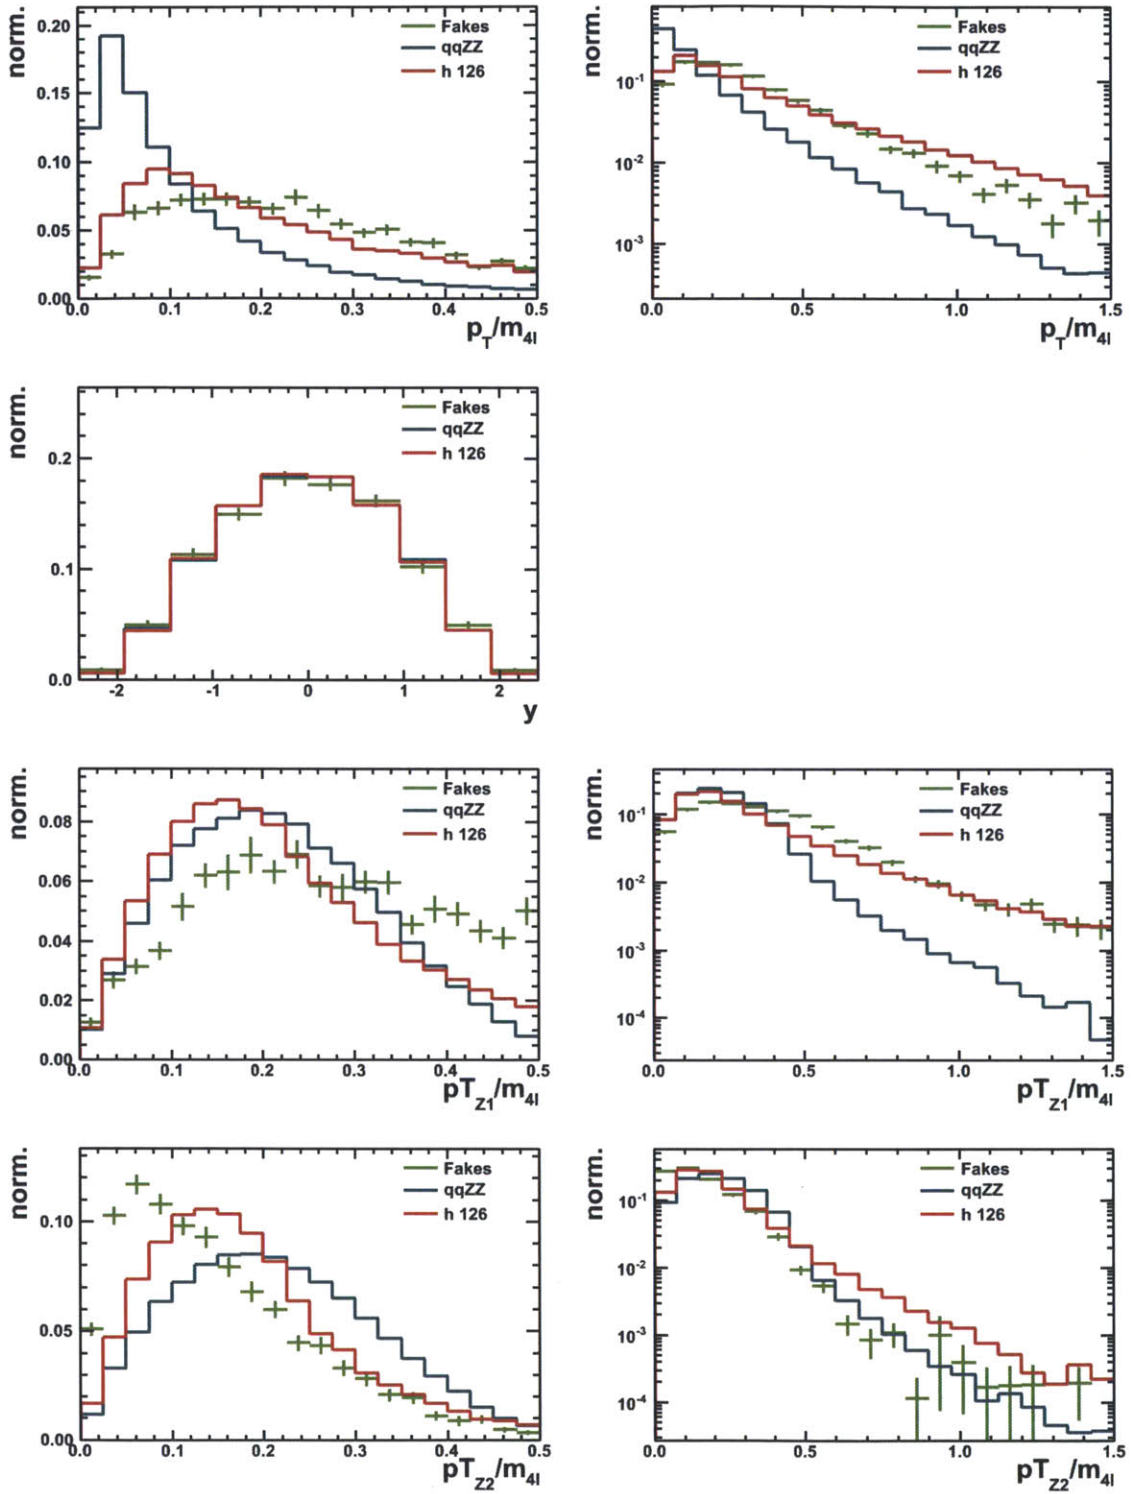 norm.
0.20
0.15
0.10
0.05
0.00
Fakes
qqZZ
h 126
0.0 0.1 0.2 0.3 0.4 0.5
p_T/m_4l
norm.
10^-1
10^-2
10^-3
Fakes
qqZZ
h 126
0.0 0.5 1.0 1.5
p_T/m_4l
norm.
0.2
0.1
0.0
Fakes
qqZZ
h 126
-2 -1 0 1 2
y
norm.
0.08
0.06
0.04
0.02
0.00
Fakes
qqZZ
h 126
0.0 0.1 0.2 0.3 0.4 0.5
pT_Z1/m_4l
norm.
10^-1
10^-2
10^-3
10^-4
Fakes
qqZZ
h 126
0.0 0.5 1.0 1.5
pT_Z1/m_4l
norm.
0.10
0.05
0.00
Fakes
qqZZ
h 126
0.0 0.1 0.2 0.3 0.4 0.5
pT_Z2/m_4l
norm.
10^-1
10^-2
10^-3
10^-4
Fakes
qqZZ
h 126
0.0 0.5 1.0 1.5
pT_Z2/m_4l